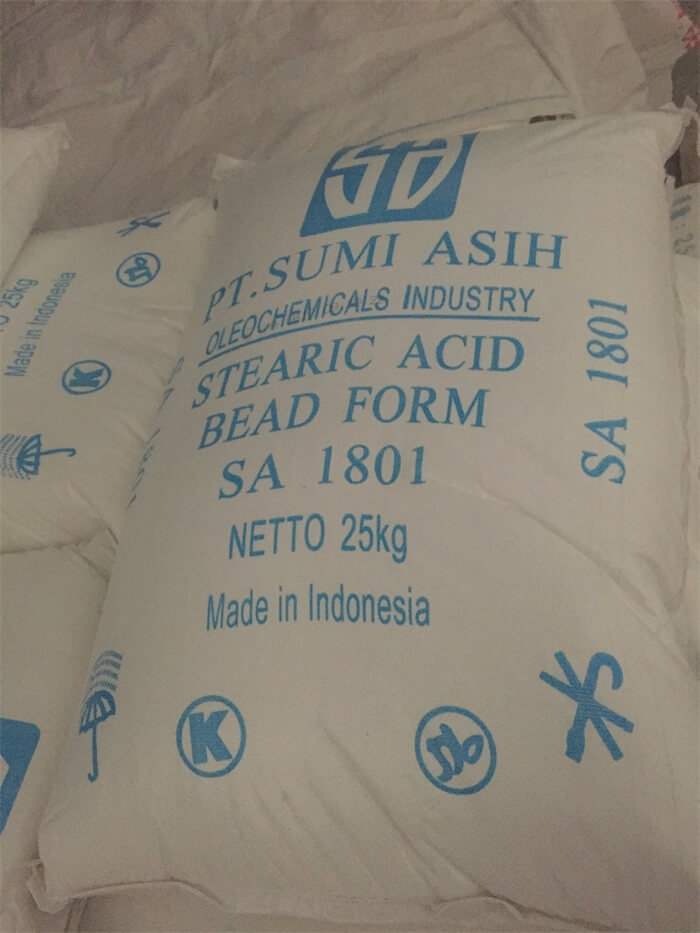 SA
PT. SUMI ASIH
OLEOCHEMICALS INDUSTRY
STEARIC ACID
BEAD FORM
SA 1801
NETTO 25kg
Made in Indonesia
K
SA 1801
25kg
Made in Indonesia
K